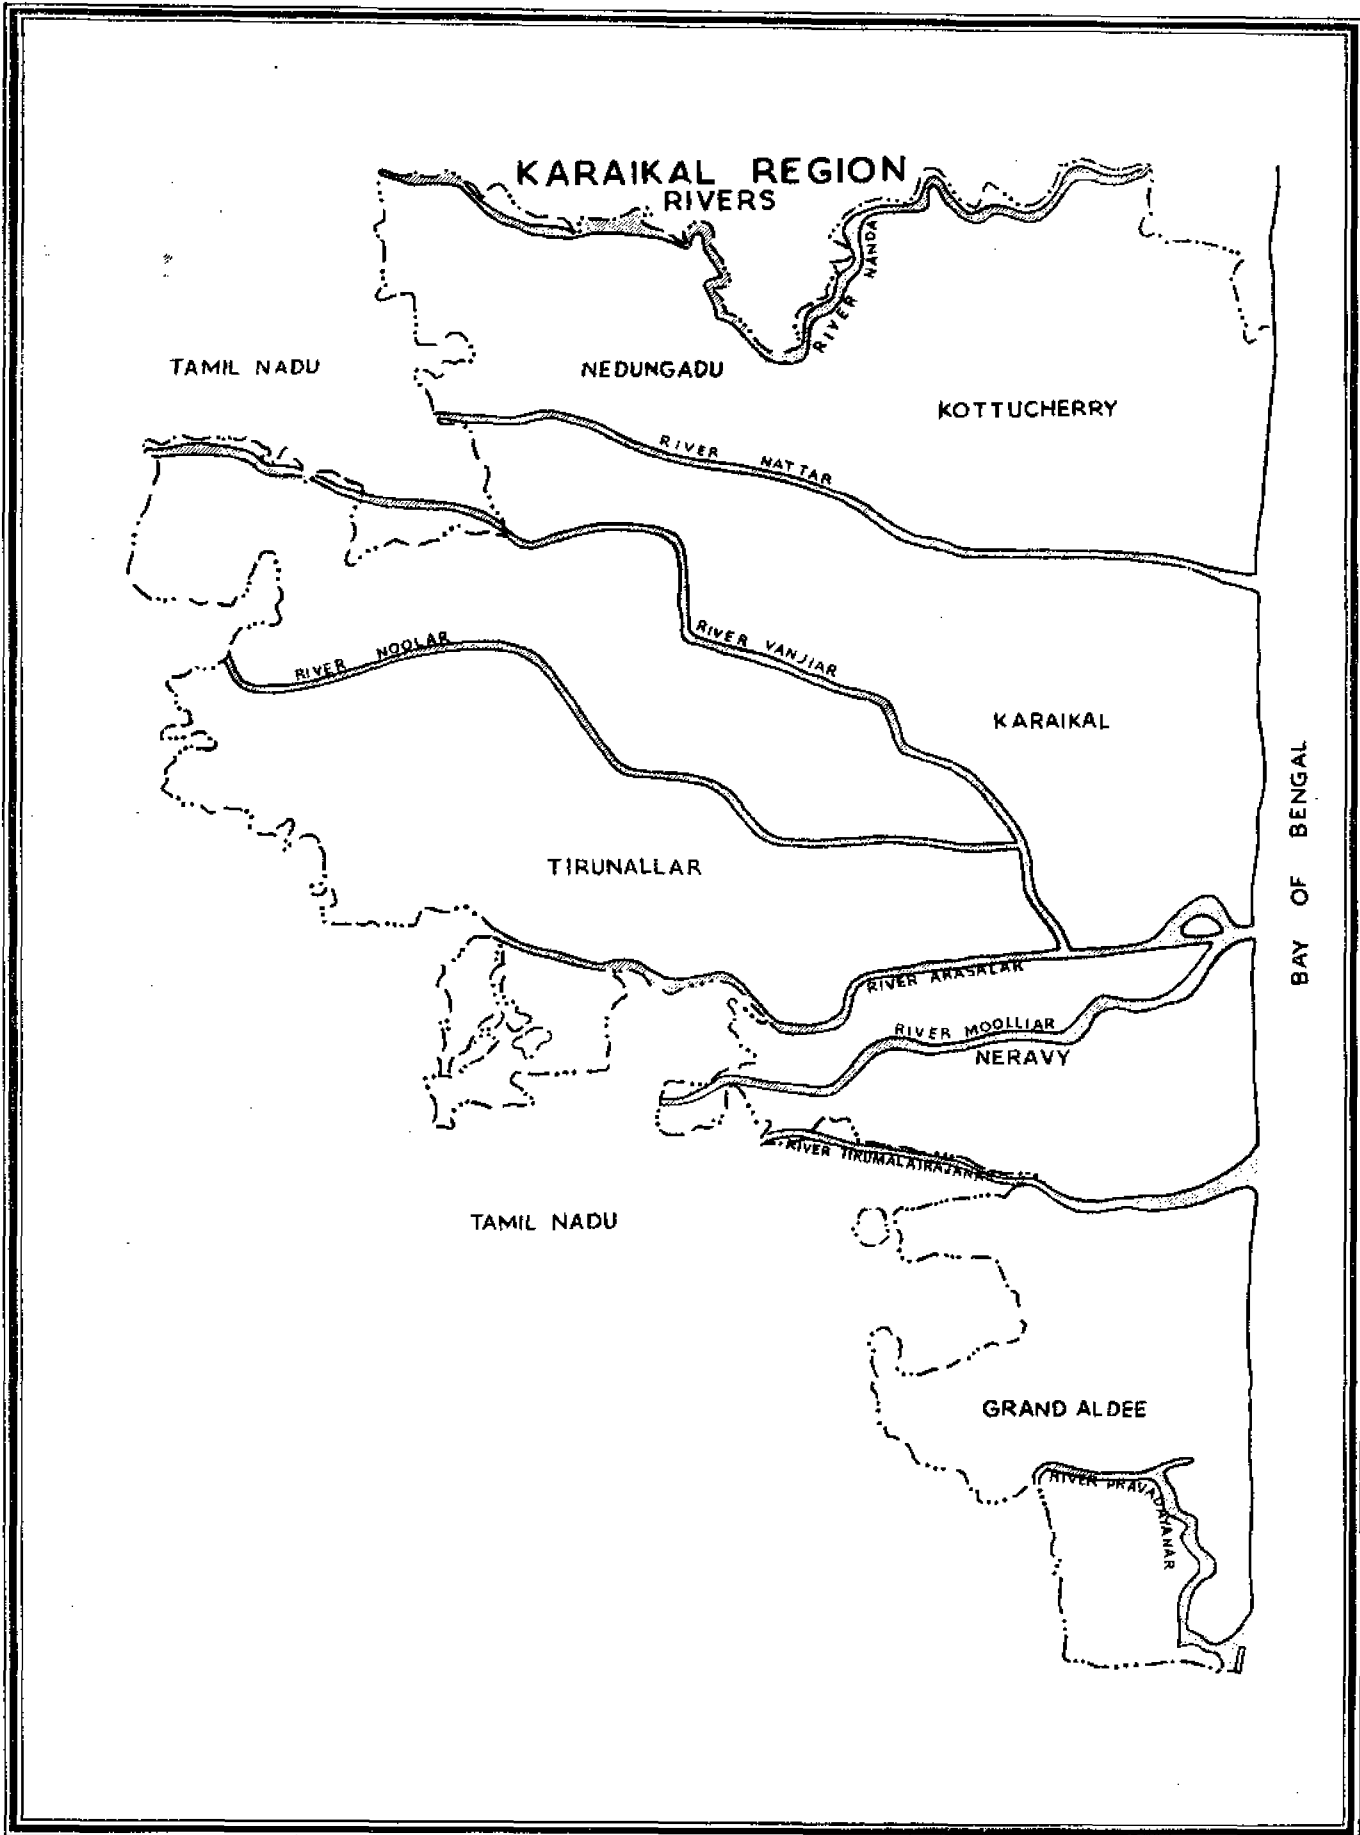 KARAIKAL REGION
RIVERS
RIVER NANDA
TAMIL NADU
NEDUNGADU
KOTTUCHERRY
RIVER NATTAR
RIVER NOOLAR
RIVER VANJIAR
KARAIKAL
BAY OF BENGAL
TIRUNALLAR
RIVER ARASALAR
RIVER MOOLLIAR
NERAVY
RIVER TIRUMALAIRAJANAR
TAMIL NADU
GRAND ALDEE
RIVER PRAVADAYANAR